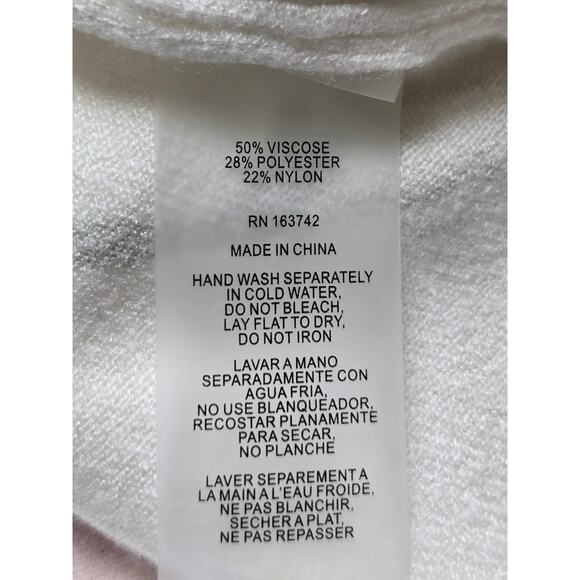 50% VISCOSE
28% POLYESTER
22% NYLON
RN 163742
MADE IN CHINA
HAND WASH SEPARATELY
IN COLD WATER,
DO NOT BLEACH,
LAY FLAT TO DRY,
DO NOT IRON
LAVAR A MANO
SEPARADAMENTE CON
AGUA FRIA,
NO USE BLANQUEADOR,
RECOSTAR PLANAMENTE
PARA SECAR,
NO PLANCHE
LAVER SEPAREMENT A
LA MAIN A L'EAU FROIDE,
NE PAS BLANCHIR,
SECHER A PLAT,
NE PAS REPASSER